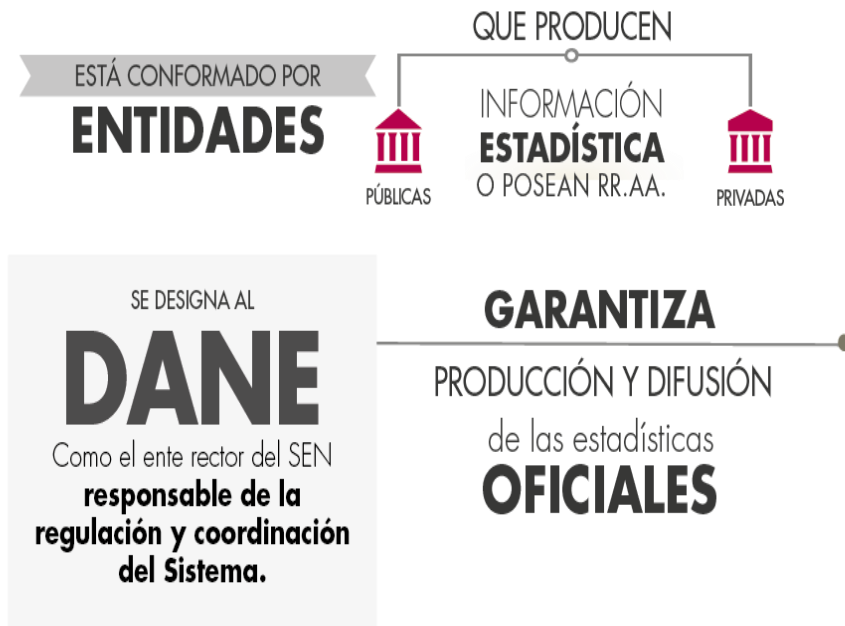 ESTÁ CONFORMADO POR
ENTIDADES
QUE PRODUCEN
INFORMACIÓN
ESTADÍSTICA
O POSEAN RR.AA.
PÚBLICAS
PRIVADAS
SE DESIGNA AL
DANE
Como el ente rector del SEN
responsable de la
regulación y coordinación
del Sistema.
GARANTIZA
PRODUCCIÓN Y DIFUSIÓN
de las estadísticas
OFICIALES